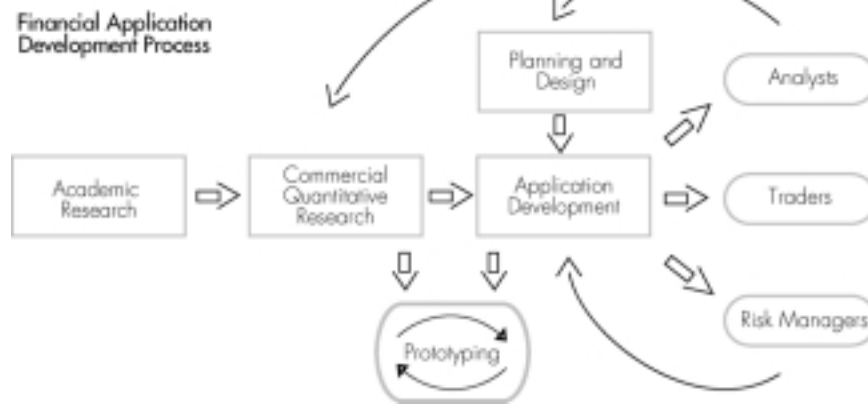 Financial Application
Development Process
Planning and
Design
Analysts
Academic
Research
Commercial
Quantitative
Research
Application
Development
Traders
Prototyping
Risk Managers